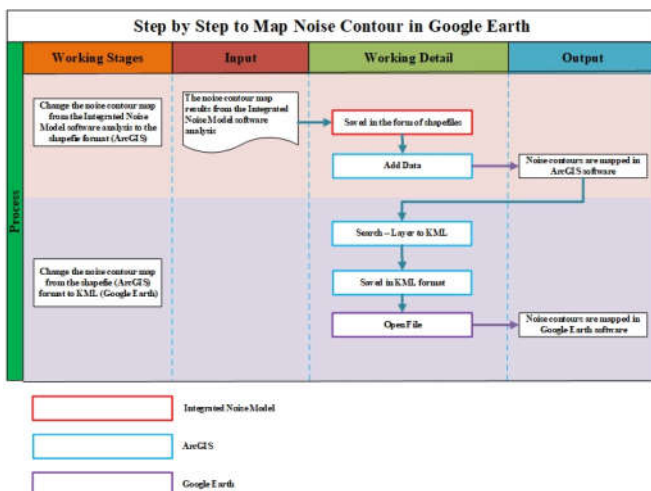 Step by Step to Map Noise Contour in Google Earth
Working Stages
Input
Working Detail
Output
Process
Change the noise contour map
from the Integrated Noise
Model software analysis to the
shapefie format (ArcGIS)
The noise contour map
results from the Integrated
Noise Model software
analysis
Saved in the form of shapefiles
Add Data
Noise contours are mapped in
ArcGIS software
Change the noise contour map
from the shapefie (ArcGIS)
format to KML (Google Earth)
Search – Layer to KML
Saved in KML format
Open File
Noise contours are mapped in
Google Earth software
Integrated Noise Model
ArcGIS
Google Earth